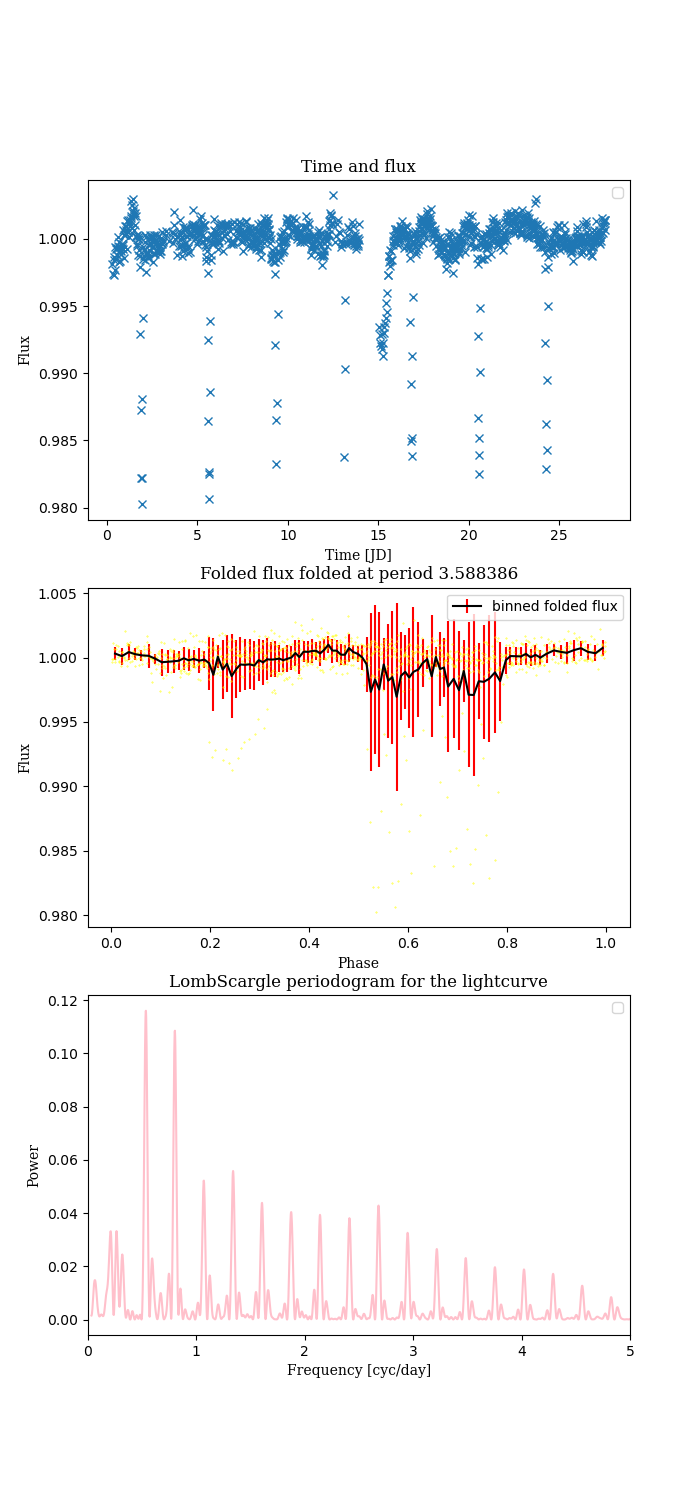 Time and flux
Flux
1.000
0.995
0.990
0.985
0.980
0 5 10 15 20 25
Time [JD]
Folded flux folded at period 3.588386
binned folded flux
Flux
1.005
1.000
0.995
0.990
0.985
0.980
0.0 0.2 0.4 0.6 0.8 1.0
Phase
LombScargle periodogram for the lightcurve
Power
0.12
0.10
0.08
0.06
0.04
0.02
0.00
0 1 2 3 4 5
Frequency [cyc/day]